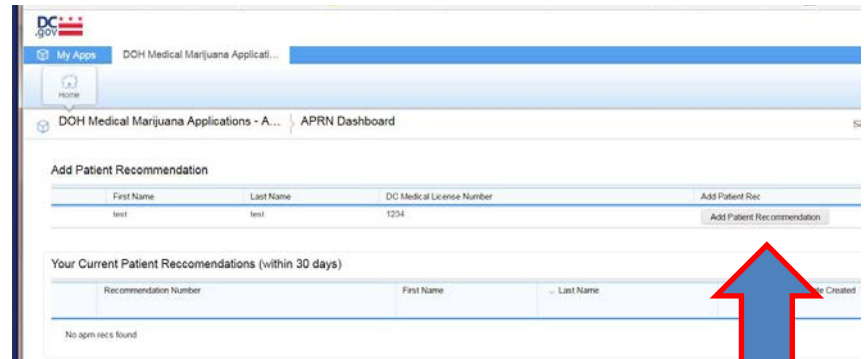 DC
.gov
My Apps DOH Medical Marijuana Applicati...
Home
DOH Medical Marijuana Applications - A... APRN Dashboard
Add Patient Recommendation
First Name Last Name DC Medical License Number Add Patient Rec
test test 1234 Add Patient Recommendation
Your Current Patient Reccomendations (within 30 days)
Recommendation Number First Name Last Name Created
No aprn recs found